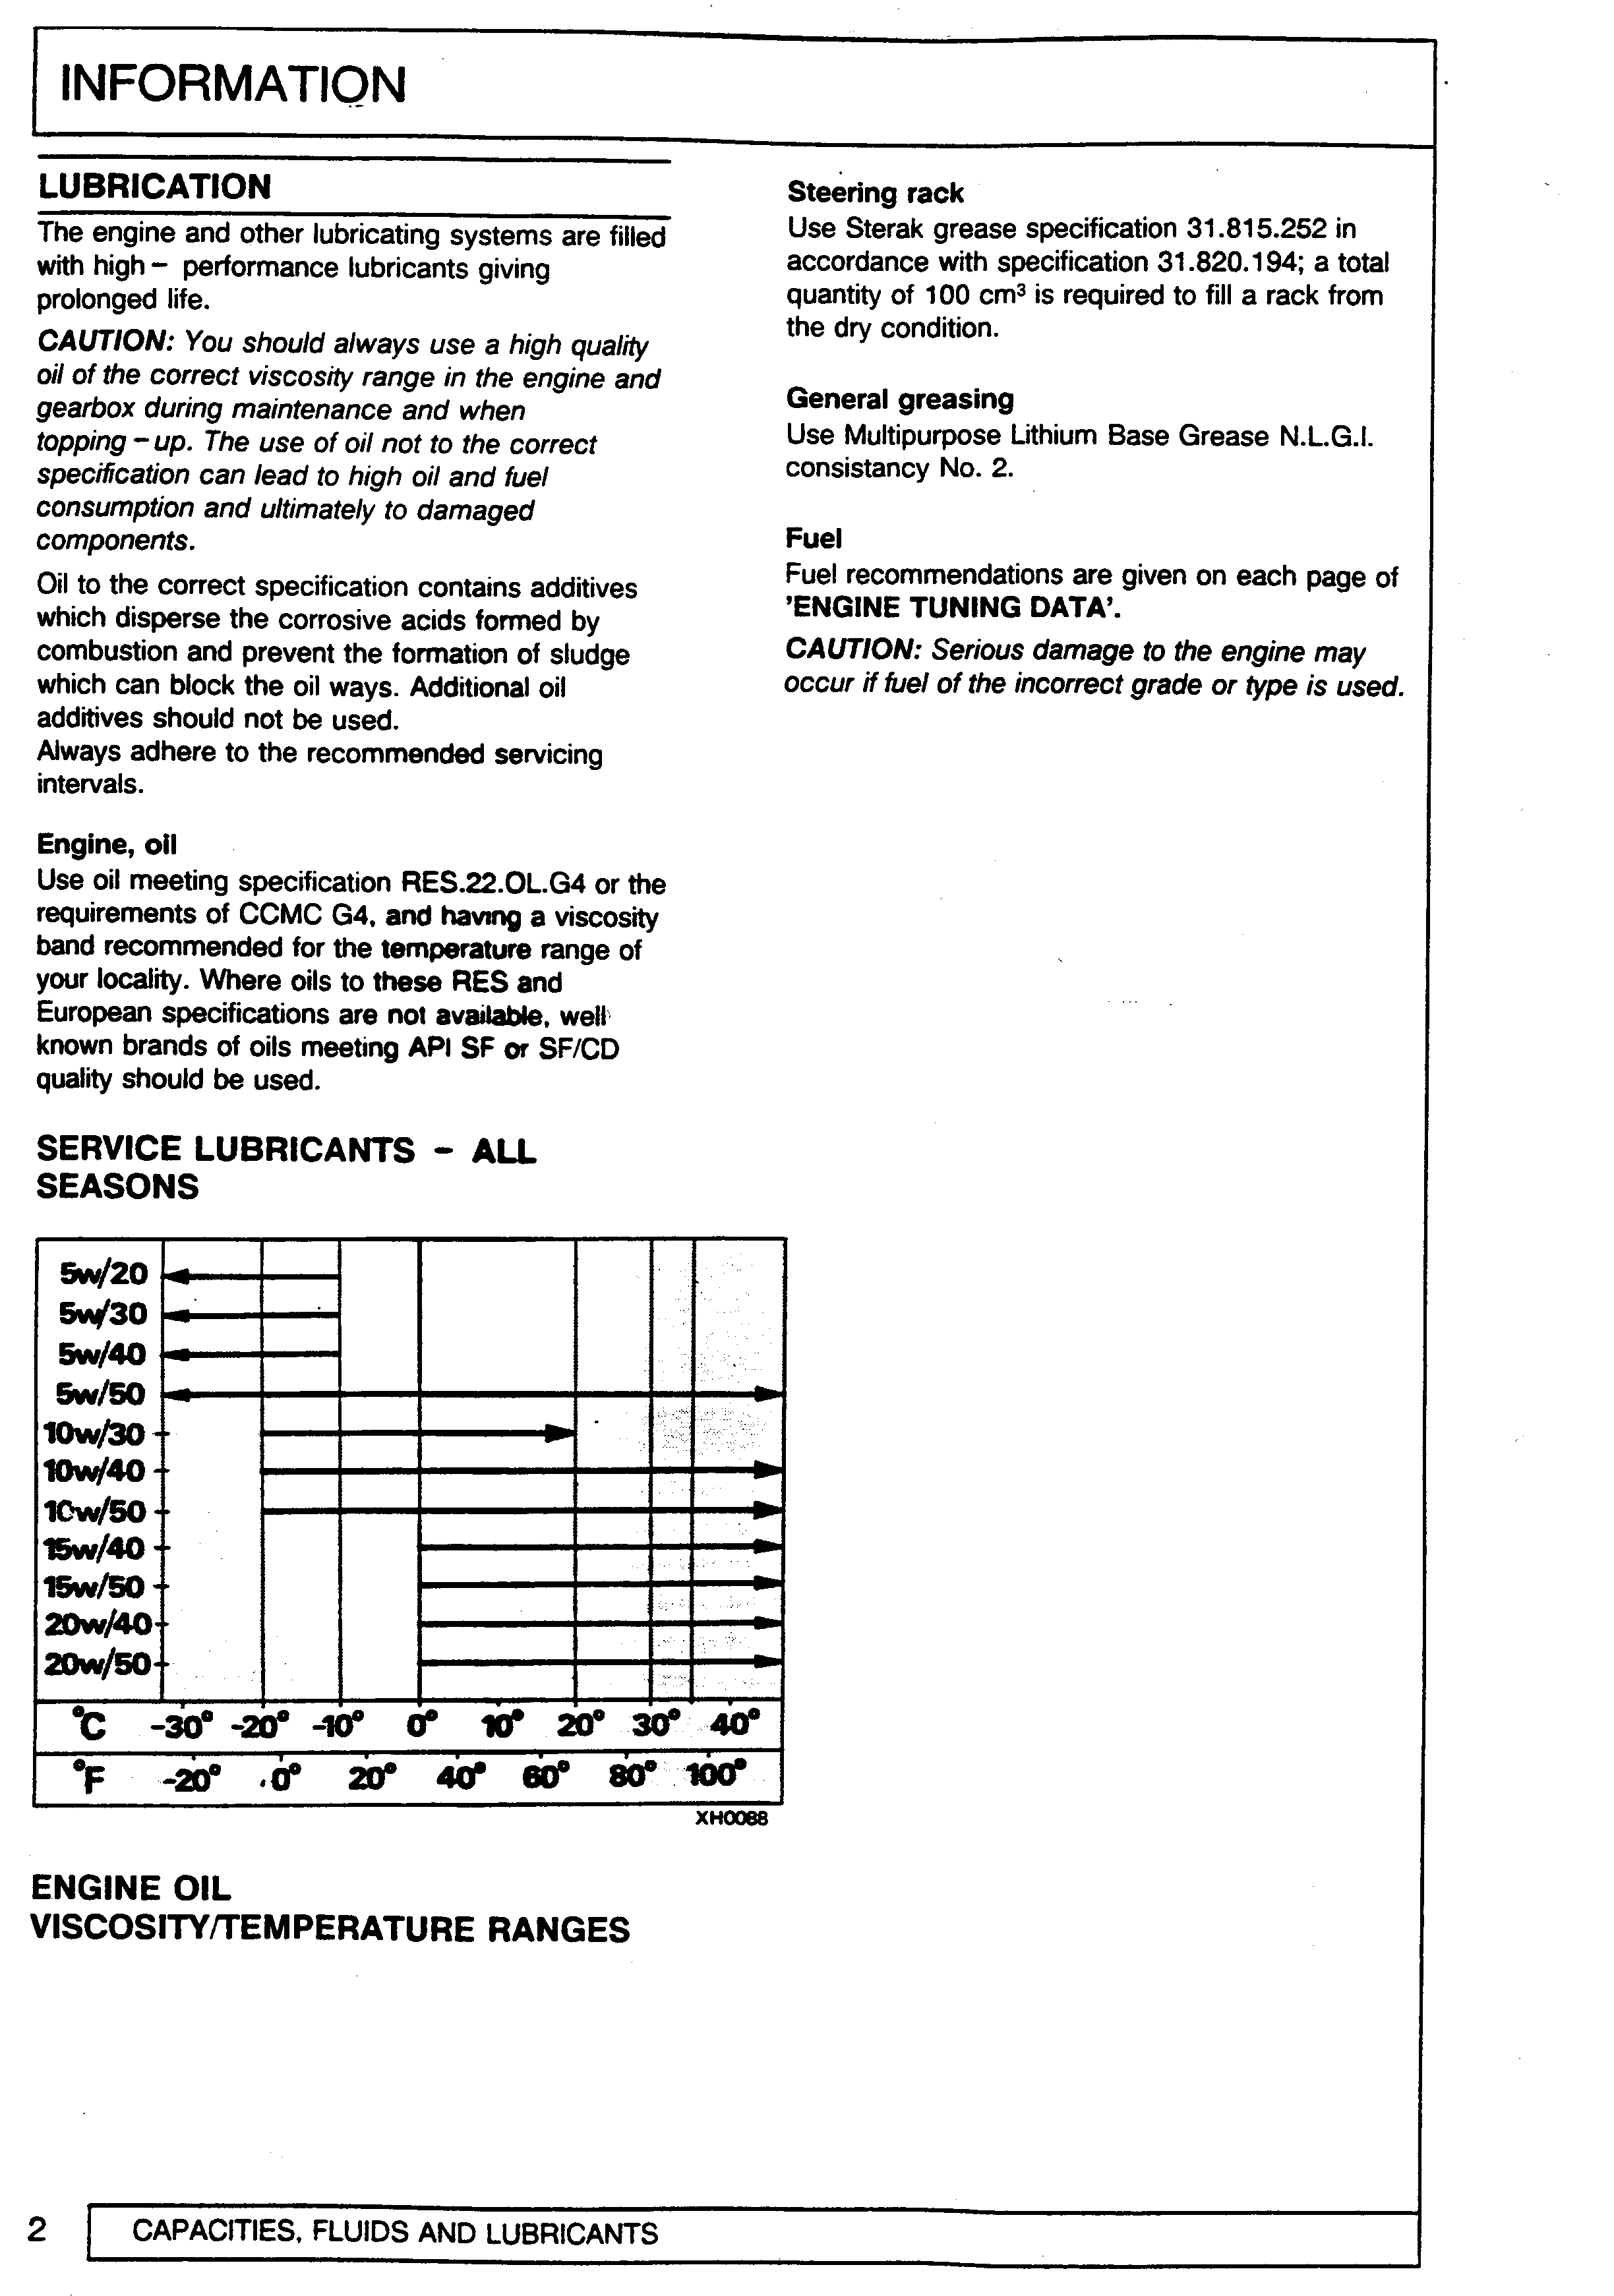 INFORMATION
LUBRICATION
The engine and other lubricating systems are filled
with high – performance lubricants giving
prolonged life.
CAUTION: You should always use a high quality
oil of the correct viscosity range in the engine and
gearbox during maintenance and when
topping – up. The use of oil not to the correct
specification can lead to high oil and fuel
consumption and ultimately to damaged
components.
Oil to the correct specification contains additives
which disperse the corrosive acids formed by
combustion and prevent the formation of sludge
which can block the oil ways. Additional oil
additives should not be used.
Always adhere to the recommended servicing
intervals.
Engine, oil
Use oil meeting specification RES.22.OL.G4 or the
requirements of CCMC G4, and having a viscosity
band recommended for the temperature range of
your locality. Where oils to these RES and
European specifications are not available, well
known brands of oils meeting API SF or SF/CD
quality should be used.
SERVICE LUBRICANTS – ALL
SEASONS
5w/20
5w/30
5w/40
5w/50
10w/30
10w/40
10w/50
15w/40
15w/50
20w/40
20w/50
°C -30° -20° -10° 0° 10° 20° 30° 40°
°F -20° 0° 20° 40° 60° 80° 100°
XH0088
ENGINE OIL
VISCOSITY/TEMPERATURE RANGES
Steering rack
Use Sterak grease specification 31.815.252 in
accordance with specification 31.820.194; a total
quantity of 100 cm³ is required to fill a rack from
the dry condition.
General greasing
Use Multipurpose Lithium Base Grease N.L.G.I.
consistancy No. 2.
Fuel
Fuel recommendations are given on each page of
'ENGINE TUNING DATA'.
CAUTION: Serious damage to the engine may
occur if fuel of the incorrect grade or type is used.
2 CAPACITIES, FLUIDS AND LUBRICANTS